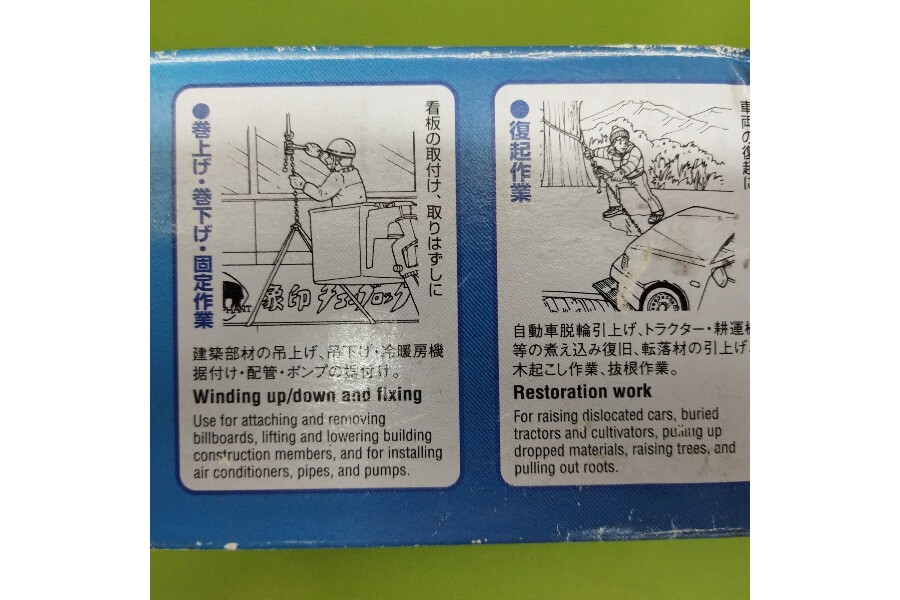 ●巻上げ・巻下げ・固定作業
看板の取付け、取りはずしに
象印チェンブロック
HANT
建築部材の吊上げ、吊下げ・冷暖房機
据付け・配管・ポンプの据付け。
Winding up/down and fixing
Use for attaching and removing
billboards, lifting and lowering building
construction members, and for installing
air conditioners, pipes, and pumps.
●復起作業
車両の復起に
自動車脱輪引上げ、トラクター・耕運機
等の煮え込み復旧、転落材の引上げ、
木起こし作業、抜根作業。
Restoration work
For raising dislocated cars, buried
tractors and cultivators, pulling up
dropped materials, raising trees, and
pulling out roots.